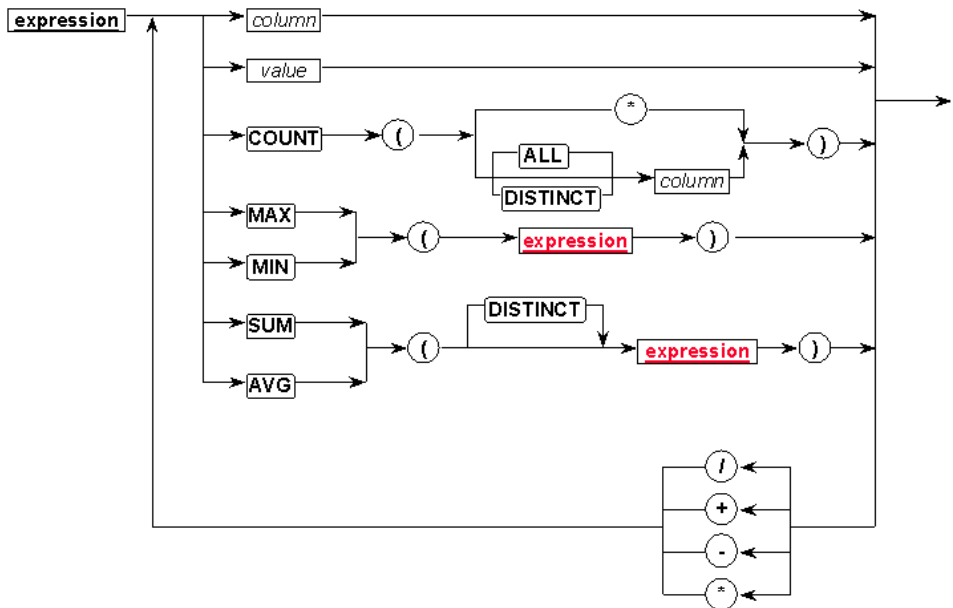 expression
column
value
COUNT ( * )
ALL
DISTINCT column
MAX
MIN
( expression )
SUM
AVG
( DISTINCT expression )
/
+
-
*